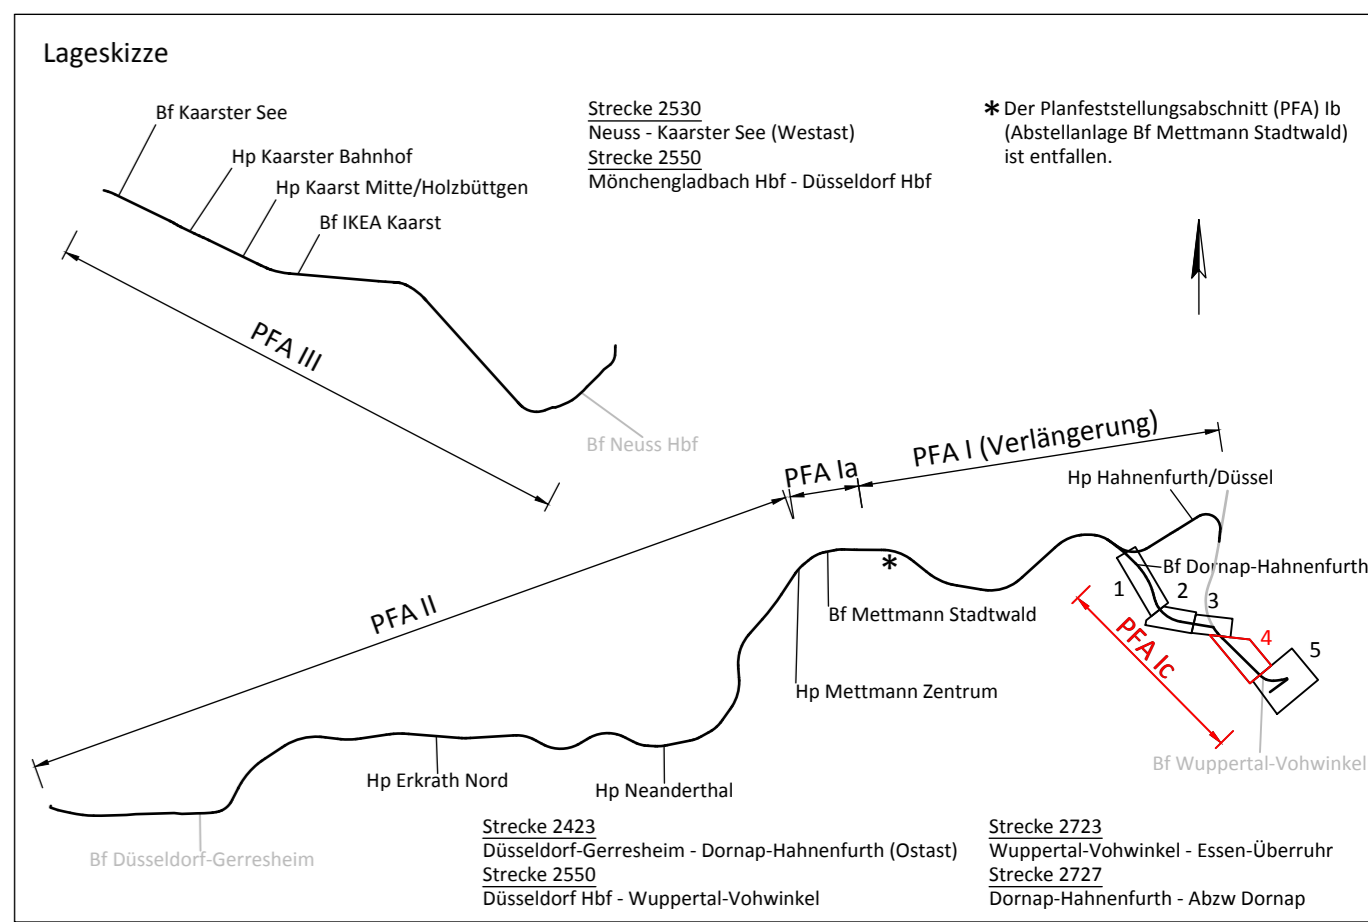 Lageskizze
Bf Kaarster See
Hp Kaarster Bahnhof
Hp Kaarst Mitte/Holzbüttgen
Bf IKEA Kaarst
Strecke 2530
Neuss - Kaarster See (Westast)
Strecke 2550
Mönchengladbach Hbf - Düsseldorf Hbf
* Der Planfeststellungsabschnitt (PFA) Ib
(Abstellanlage Bf Mettmann Stadtwald)
ist entfallen.
PFA III
Bf Neuss Hbf
PFA Ia
PFA I (Verlängerung)
Hp Hahnenfurth/Düssel
*
Bf Dornap-Hahnenfurth
1
2
3
4
5
PFA II
Bf Mettmann Stadtwald
PFA Ic
Hp Mettmann Zentrum
Bf Wuppertal-Vohwinkel
Hp Erkrath Nord
Hp Neanderthal
Bf Düsseldorf-Gerresheim
Strecke 2423
Düsseldorf-Gerresheim - Dornap-Hahnenfurth (Ostast)
Strecke 2550
Düsseldorf Hbf - Wuppertal-Vohwinkel
Strecke 2723
Wuppertal-Vohwinkel - Essen-Überruhr
Strecke 2727
Dornap-Hahnenfurth - Abzw Dornap